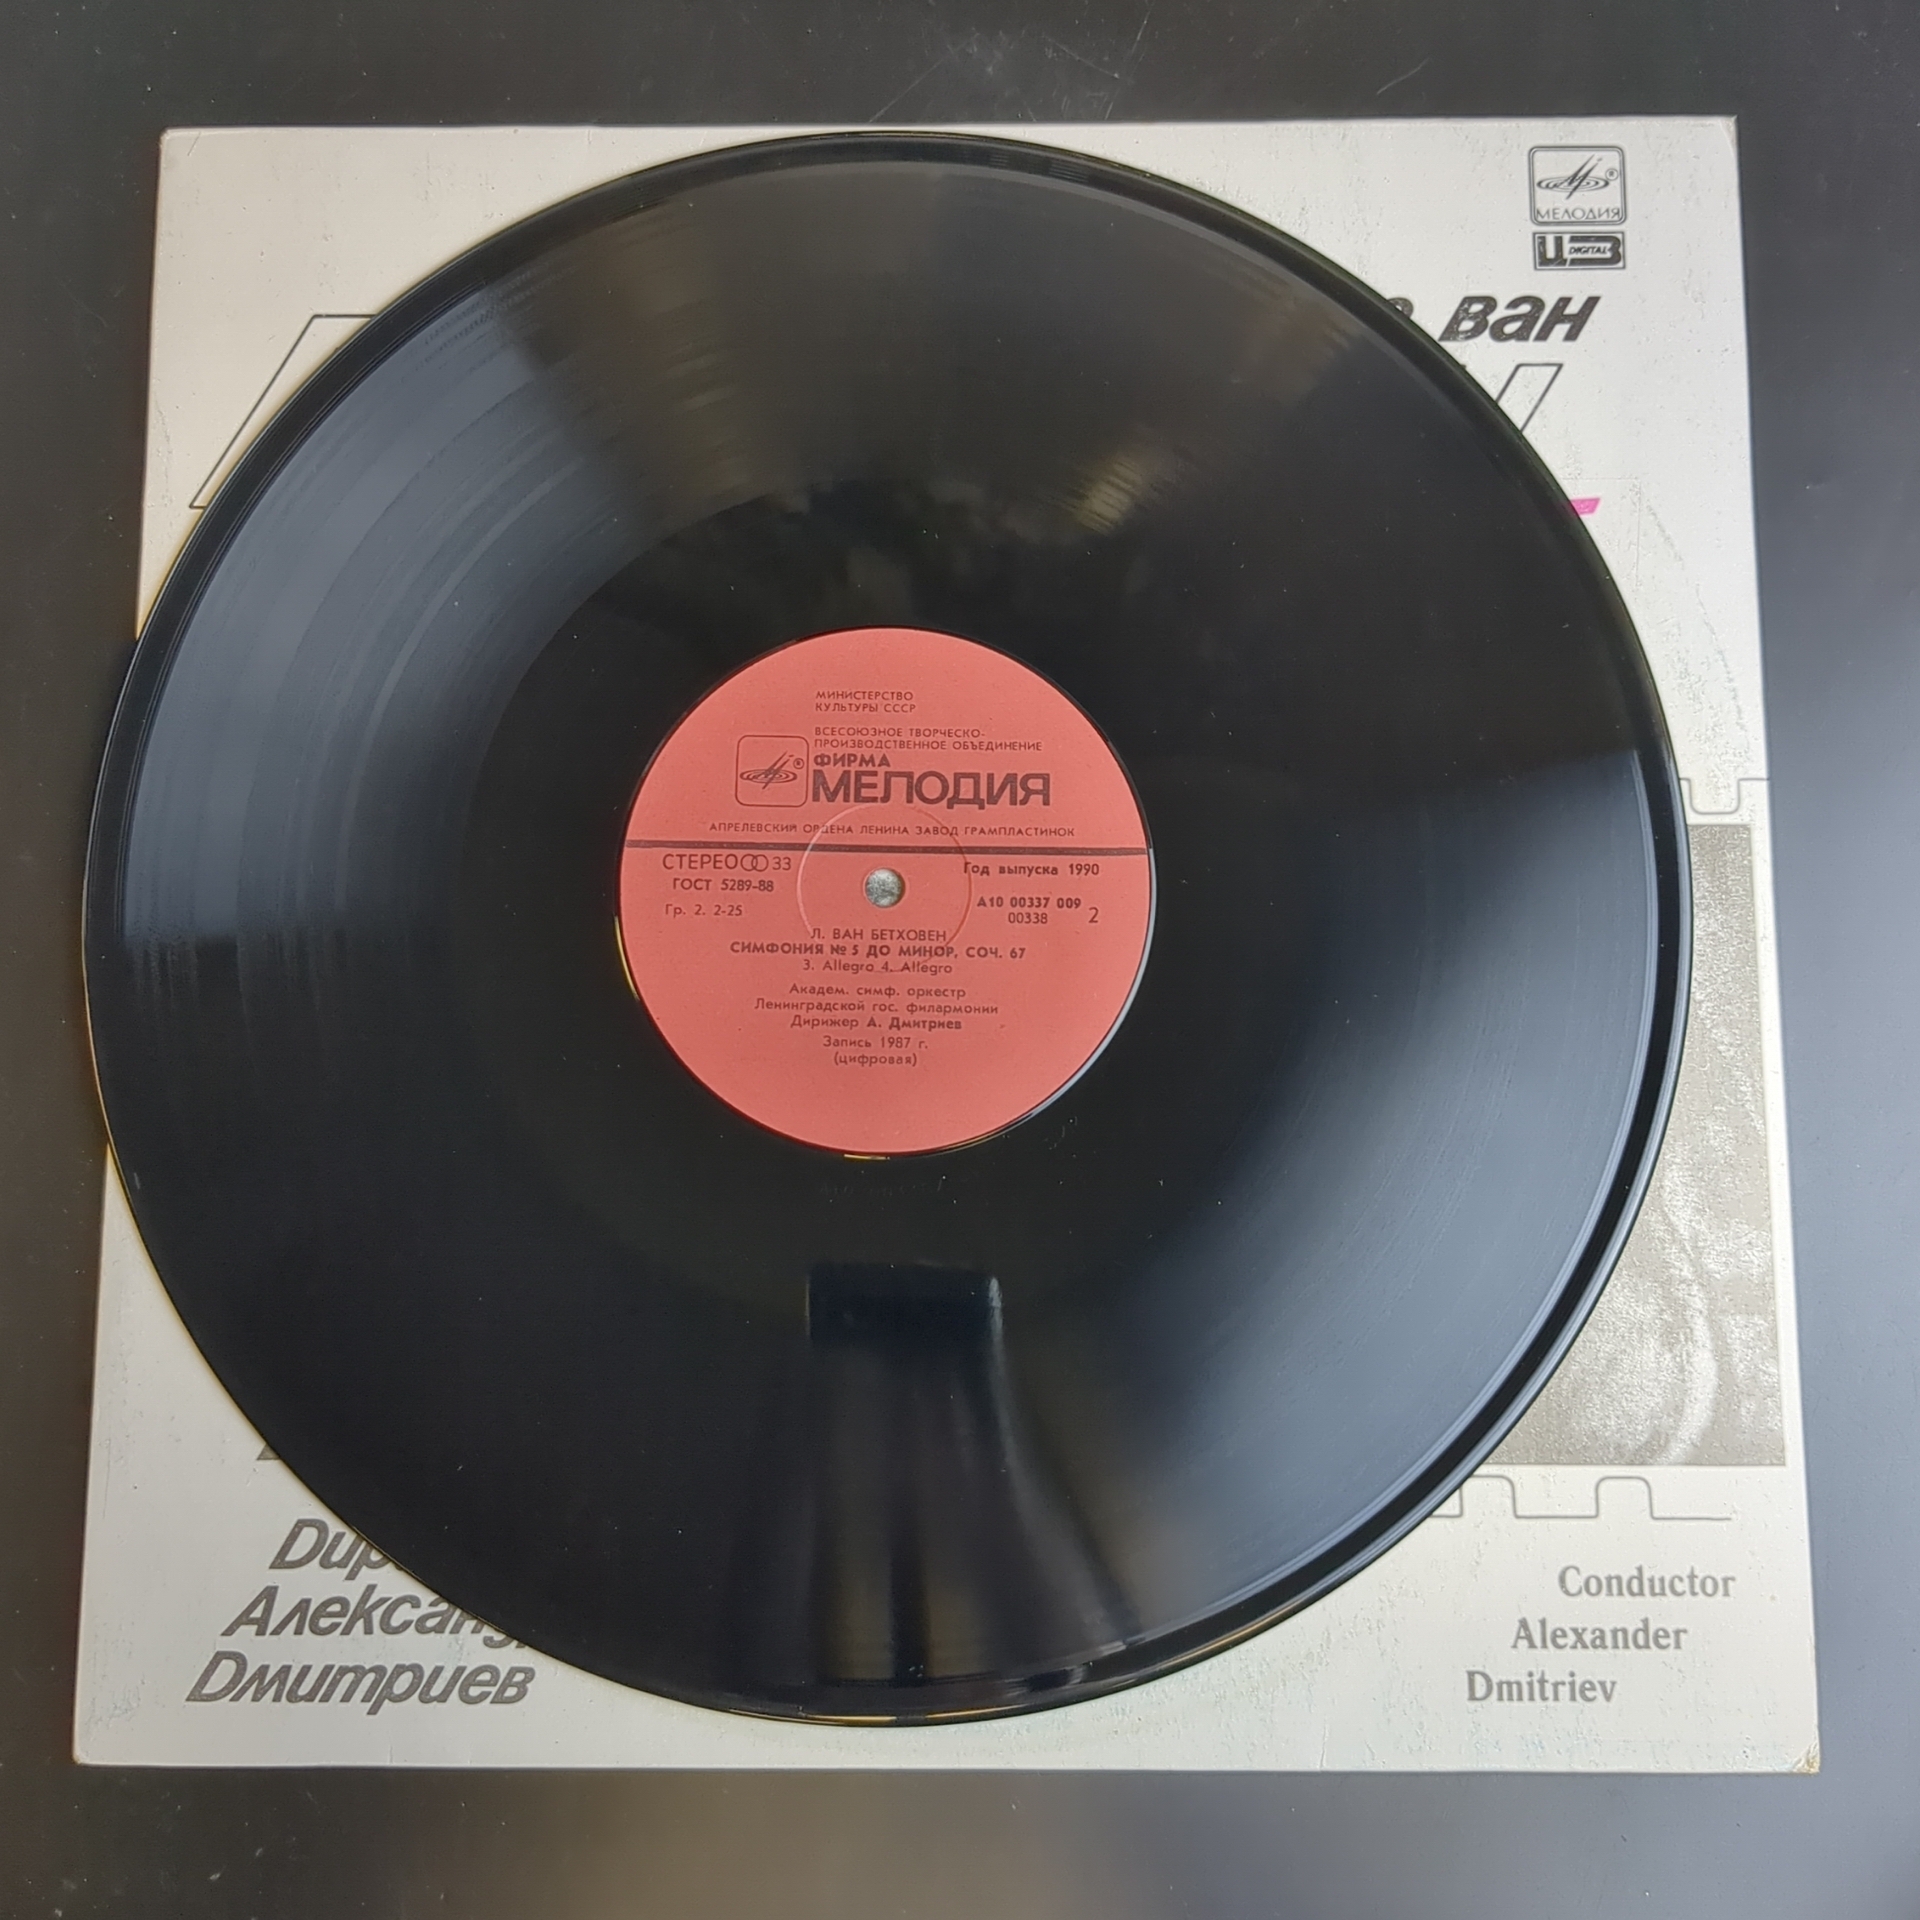 МЕЛОДИЯ
DIGITAL
ван
МИНИСТЕРСТВО
КУЛЬТУРЫ СССР
ВСЕСОЮЗНОЕ ТВОРЧЕСКО-
ПРОИЗВОДСТВЕННОЕ ОБЪЕДИНЕНИЕ
ФИРМА
МЕЛОДИЯ
АПРЕЛЕВСКИЙ ОРДЕНА ЛЕНИНА ЗАВОД ГРАМПЛАСТИНОК
СТЕРЕО 33
Год выпуска 1990
ГОСТ 5289-88
Гр. 2. 2-25
А10 00337 009
00338 2
Л. ВАН БЕТХОВЕН
СИМФОНИЯ № 5 ДО МИНОР, СОЧ. 67
3. Allegro 4. Allegro
Академ. симф. оркестр
Ленинградской гос. филармонии
Дирижер А. Дмитриев
Запись 1987 г.
(цифровая)
Дмитриев
Conductor
Alexander
Dmitriev